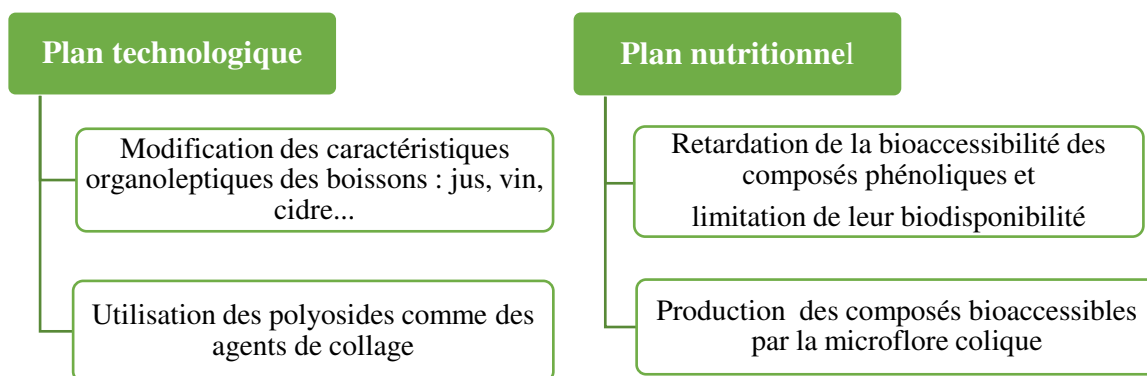 Plan technologique
Modification des caractéristiques
organoleptiques des boissons : jus, vin,
cidre...
Utilisation des polyosides comme des
agents de collage
Plan nutritionnel
Retardation de la bioaccessibilité des
composés phénoliques et
limitation de leur biodisponibilité
Production des composés bioaccessibles
par la microflore colique